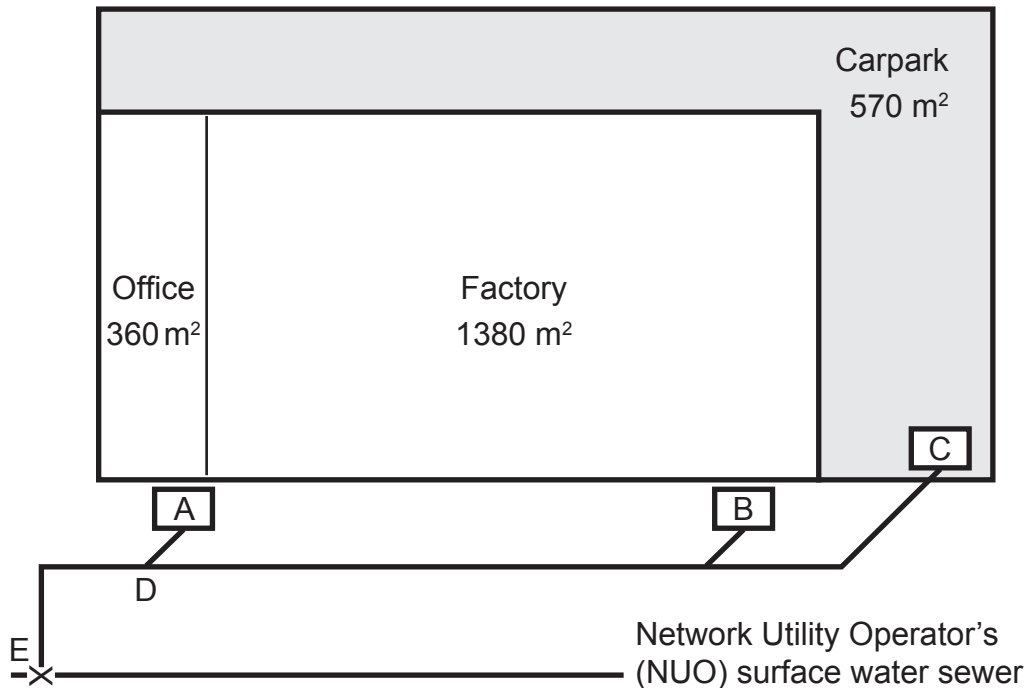 Carpark
570 m²
Office
360 m²
Factory
1380 m²
C
A
B
D
E
Network Utility Operator's
(NUO) surface water sewer